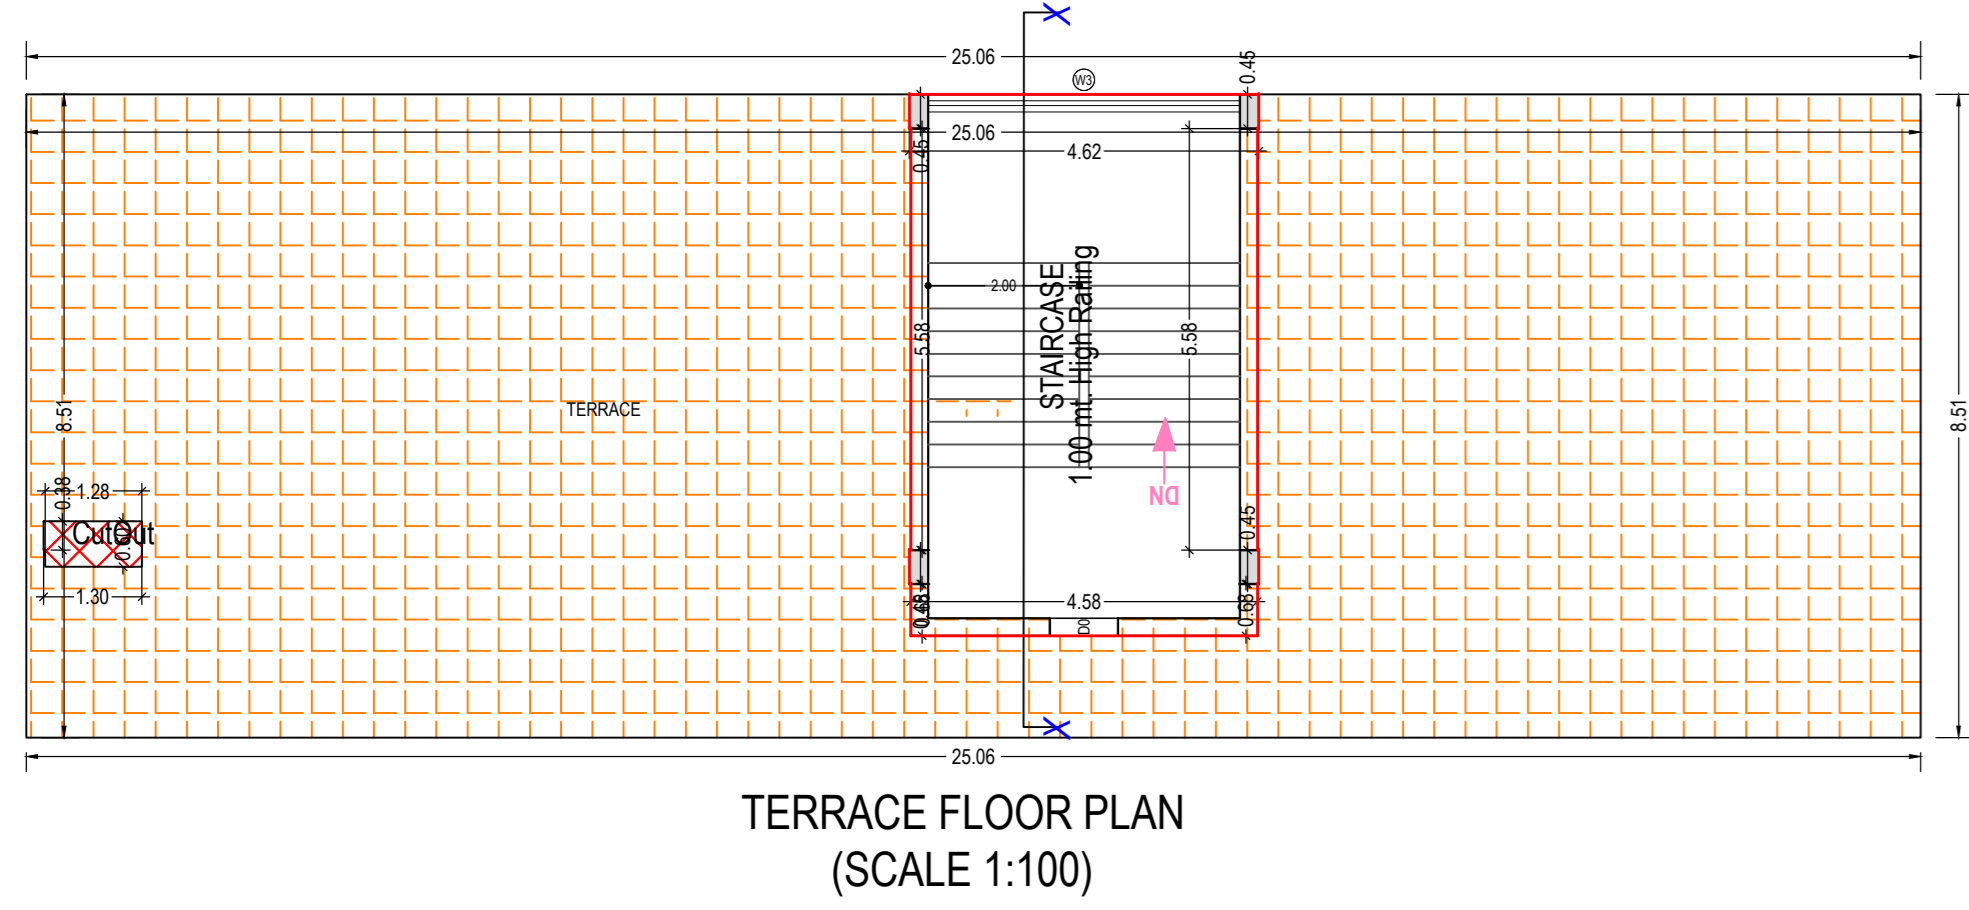 X
25.06
W3
0.45
25.06
0.45
4.62
STAIRCASE
1.00 mt. High Railing
2.00
5.58
5.58
TERRACE
8.51
8.51
DN
0.38
1.28
CutOut
1.30
0.45
4.58
0.68
D0
X
25.06
TERRACE FLOOR PLAN
(SCALE 1:100)